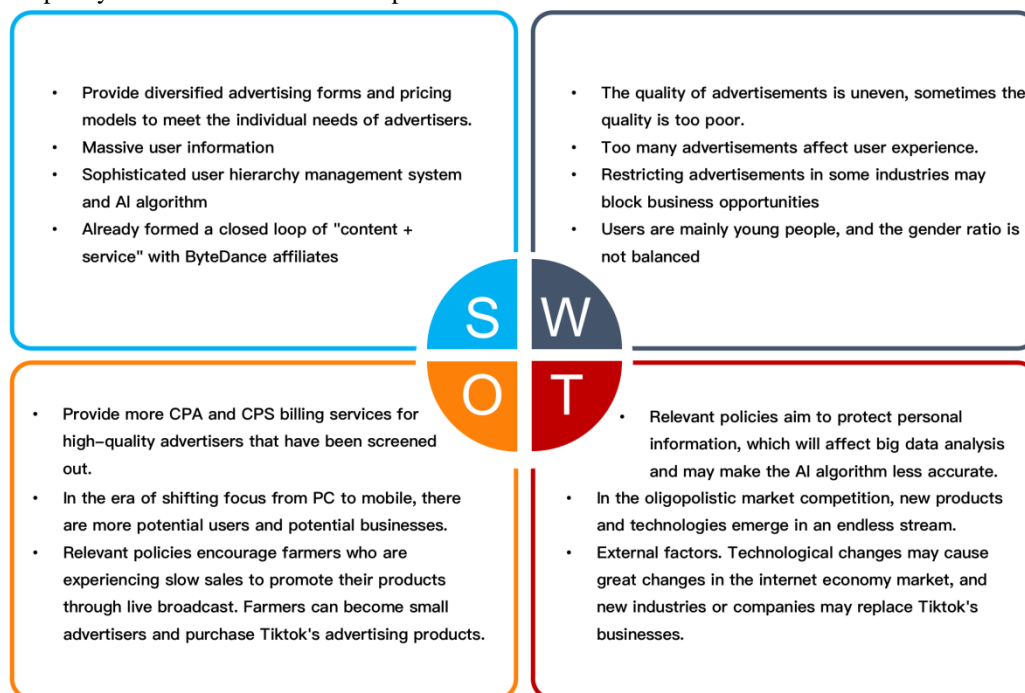 • Provide diversified advertising forms and pricing
models to meet the individual needs of advertisers.
• Massive user information
• Sophisticated user hierarchy management system
and AI algorithm
• Already formed a closed loop of "content +
service" with ByteDance affiliates
• The quality of advertisements is uneven, sometimes the
quality is too poor.
• Too many advertisements affect user experience.
• Restricting advertisements in some industries may
block business opportunities
• Users are mainly young people, and the gender ratio is
not balanced
S W
O T
• Provide more CPA and CPS billing services for
high-quality advertisers that have been screened
out.
• In the era of shifting focus from PC to mobile, there
are more potential users and potential businesses.
• Relevant policies encourage farmers who are
experiencing slow sales to promote their products
through live broadcast. Farmers can become small
advertisers and purchase Tiktok's advertising products.
• Relevant policies aim to protect personal
information, which will affect big data analysis
and may make the AI algorithm less accurate.
• In the oligopolistic market competition, new products
and technologies emerge in an endless stream.
• External factors. Technological changes may cause
great changes in the internet economy market, and
new industries or companies may replace Tiktok's
businesses.